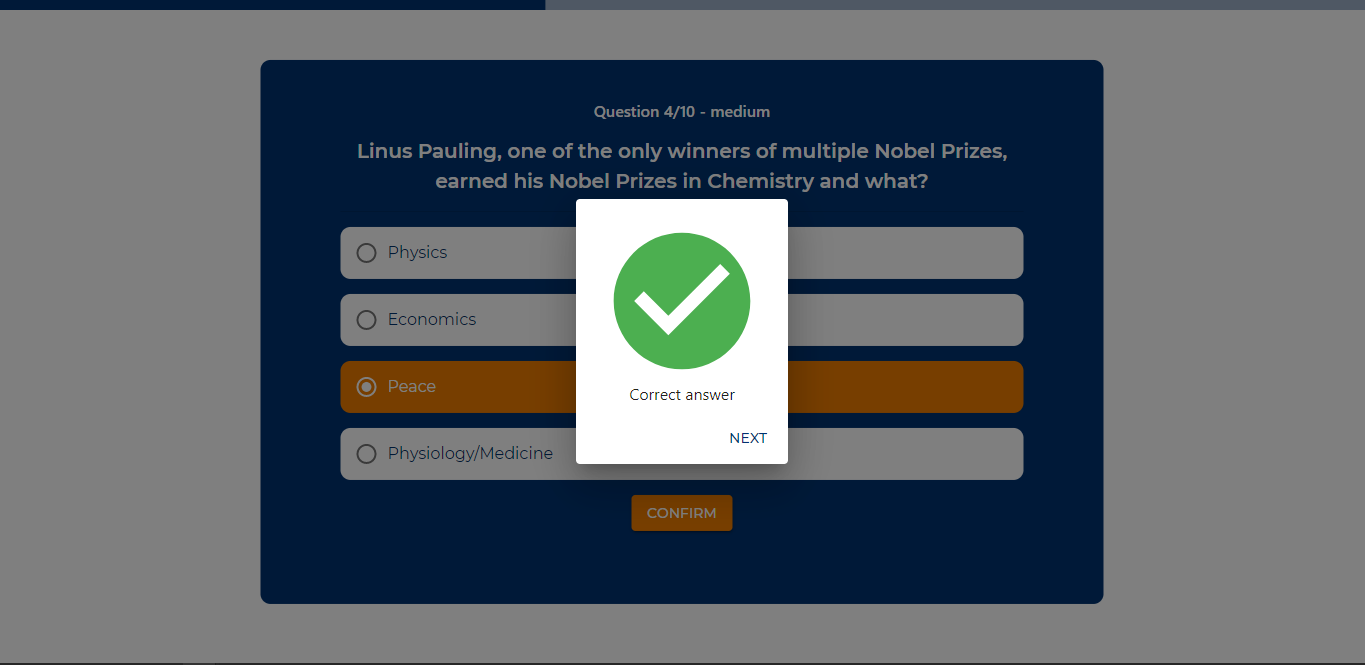 Question 4/10 - medium
Linus Pauling, one of the only winners of multiple Nobel Prizes,
earned his Nobel Prizes in Chemistry and what?
Physics
Economics
Peace
Physiology/Medicine
Correct answer
NEXT
CONFIRM